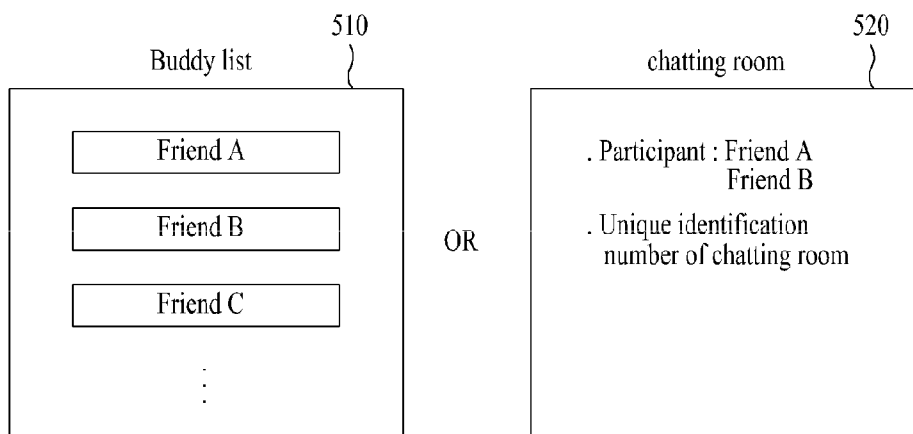 510
Buddy list
Friend A
Friend B
Friend C
OR
520
chatting room
. Participant : Friend A
Friend B
. Unique identification
number of chatting room